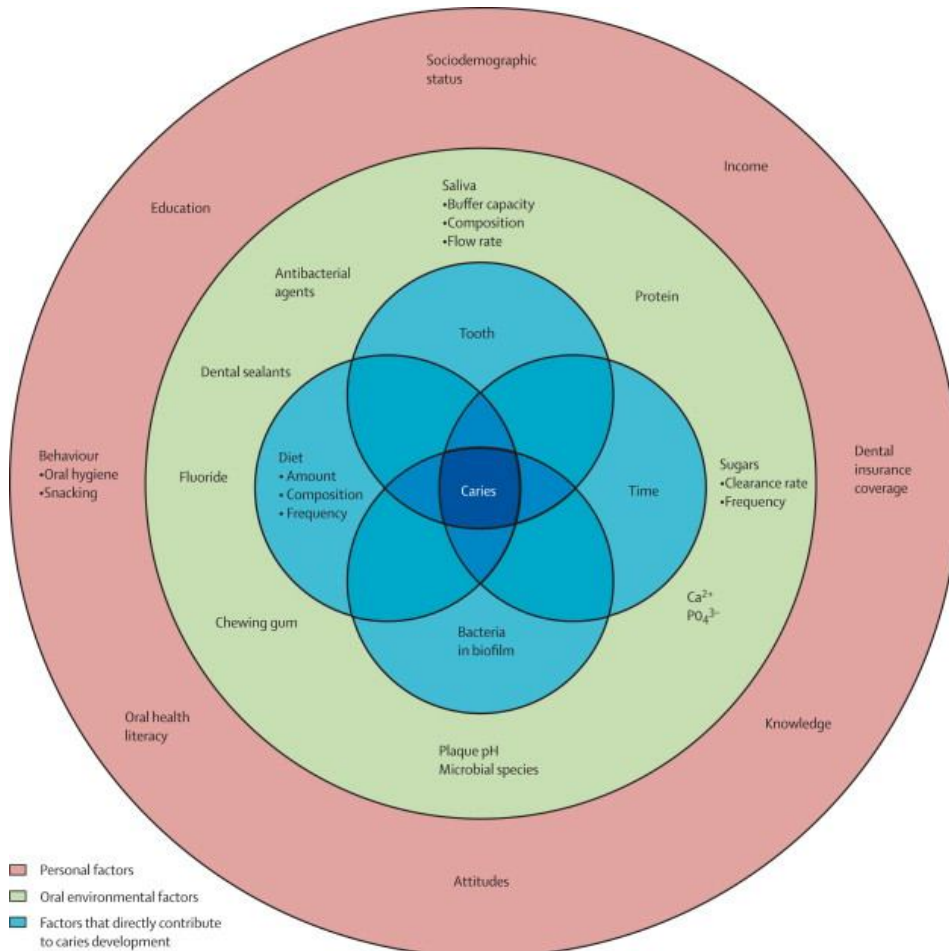 Sociodemographic
status
Income
Education
Saliva
•Buffer capacity
•Composition
•Flow rate
Antibacterial
agents
Protein
Tooth
Dental sealants
Behaviour
•Oral hygiene
•Snacking
Fluoride
Diet
• Amount
• Composition
• Frequency
Caries
Time
Sugars
•Clearance rate
•Frequency
Dental
insurance
coverage
Ca²⁺
PO₄³⁻
Chewing gum
Bacteria
in biofilm
Oral health
literacy
Knowledge
Plaque pH
Microbial species
Attitudes
Personal factors
Oral environmental factors
Factors that directly contribute
to caries development